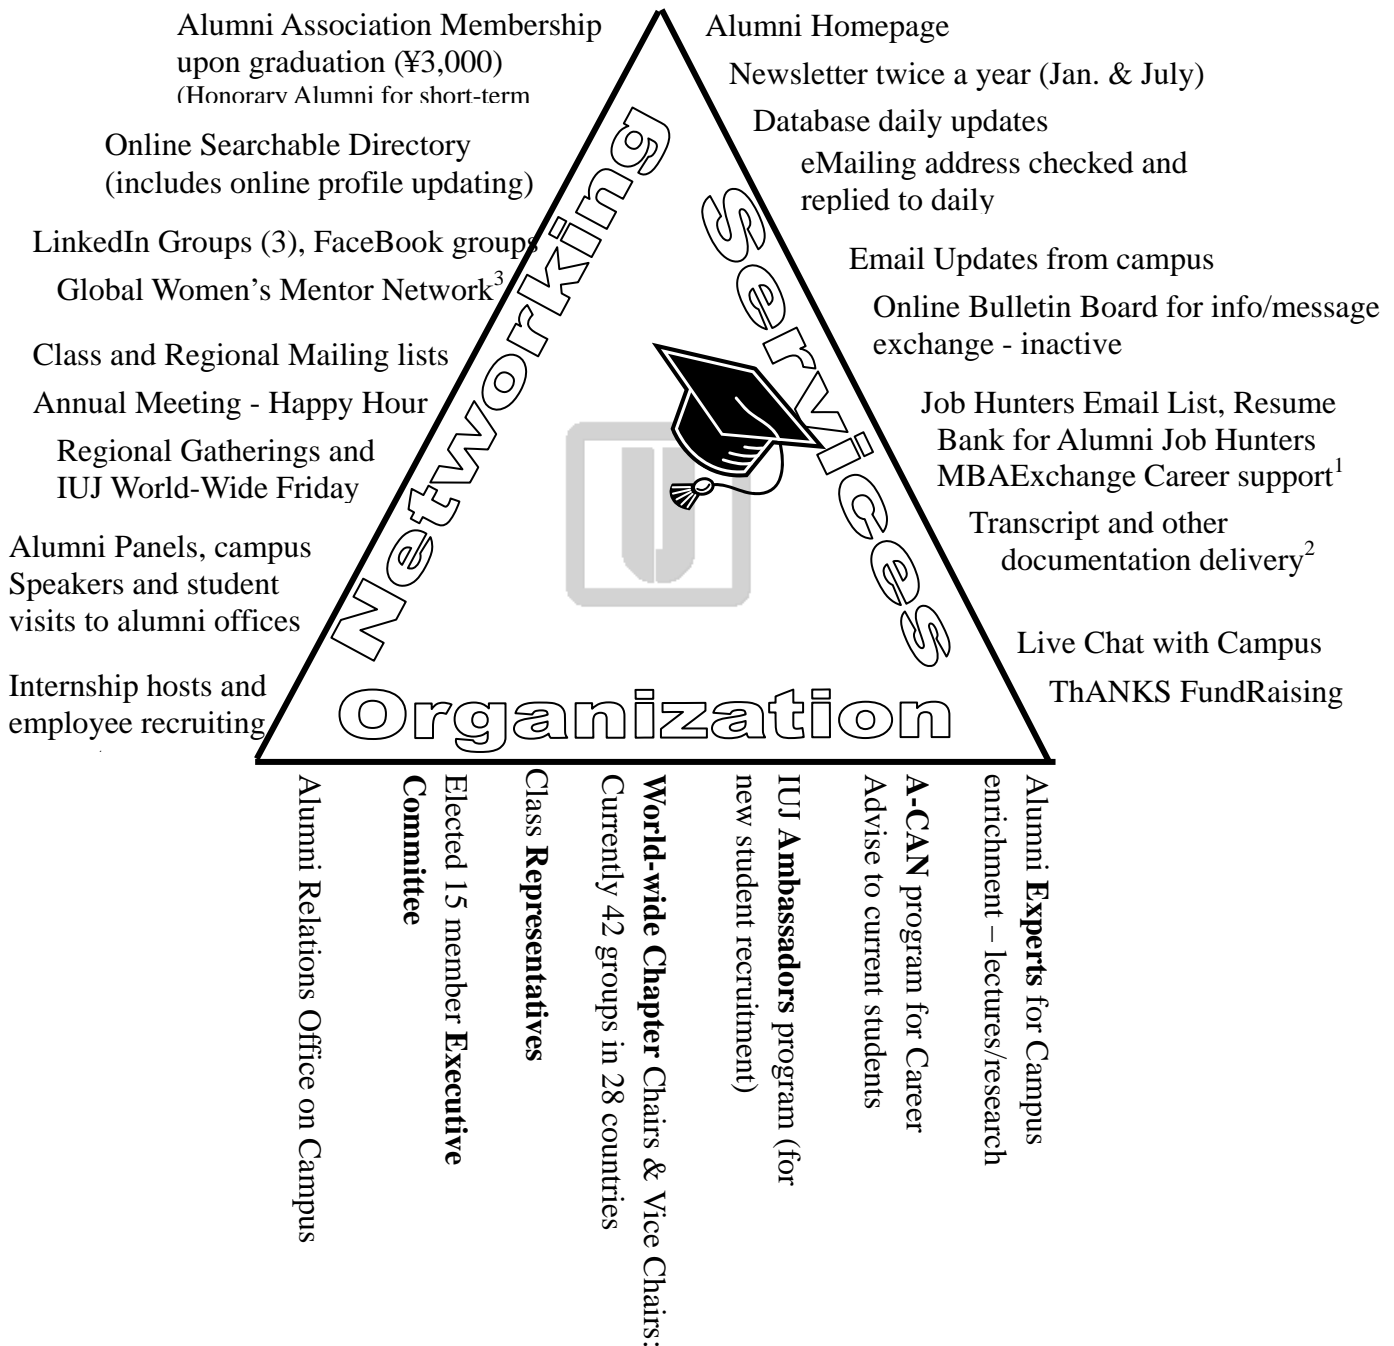 Alumni Association Membership
upon graduation (¥3,000)
(Honorary Alumni for short-term
Online Searchable Directory
(includes online profile updating)
LinkedIn Groups (3), FaceBook groups
Global Women's Mentor Network3
Class and Regional Mailing lists
Annual Meeting - Happy Hour
Regional Gatherings and
IUJ World-Wide Friday
Alumni Panels, campus
Speakers and student
visits to alumni offices
Internship hosts and
employee recruiting
Networking
Alumni Homepage
Newsletter twice a year (Jan. & July)
Database daily updates
eMailing address checked and
replied to daily
Email Updates from campus
Online Bulletin Board for info/message
exchange - inactive
Job Hunters Email List, Resume
Bank for Alumni Job Hunters
MBAExchange Career support1
Transcript and other
documentation delivery2
Live Chat with Campus
ThANKS FundRaising
Services
Organization
Alumni Relations Office on Campus
Elected 15 member Executive
Committee
Class Representatives
World-wide Chapter Chairs & Vice Chairs:
Currently 42 groups in 28 countries
IUJ Ambassadors program (for
new student recruitment)
A-CAN program for Career
Advise to current students
Alumni Experts for Campus
enrichment – lectures/research